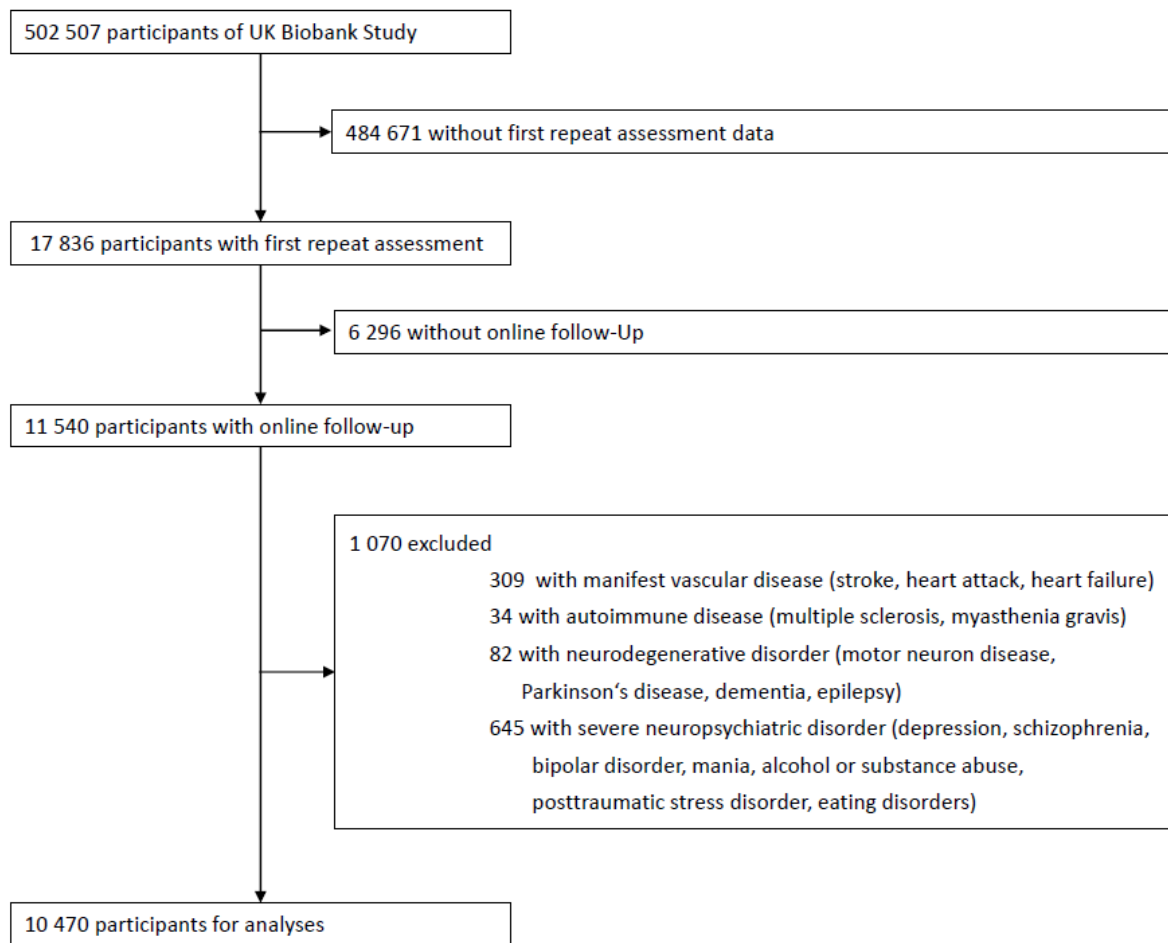 502 507 participants of UK Biobank Study
484 671 without first repeat assessment data
17 836 participants with first repeat assessment
6 296 without online follow-Up
11 540 participants with online follow-up
1 070 excluded
309 with manifest vascular disease (stroke, heart attack, heart failure)
34 with autoimmune disease (multiple sclerosis, myasthenia gravis)
82 with neurodegenerative disorder (motor neuron disease,
Parkinson‘s disease, dementia, epilepsy)
645 with severe neuropsychiatric disorder (depression, schizophrenia,
bipolar disorder, mania, alcohol or substance abuse,
posttraumatic stress disorder, eating disorders)
10 470 participants for analyses